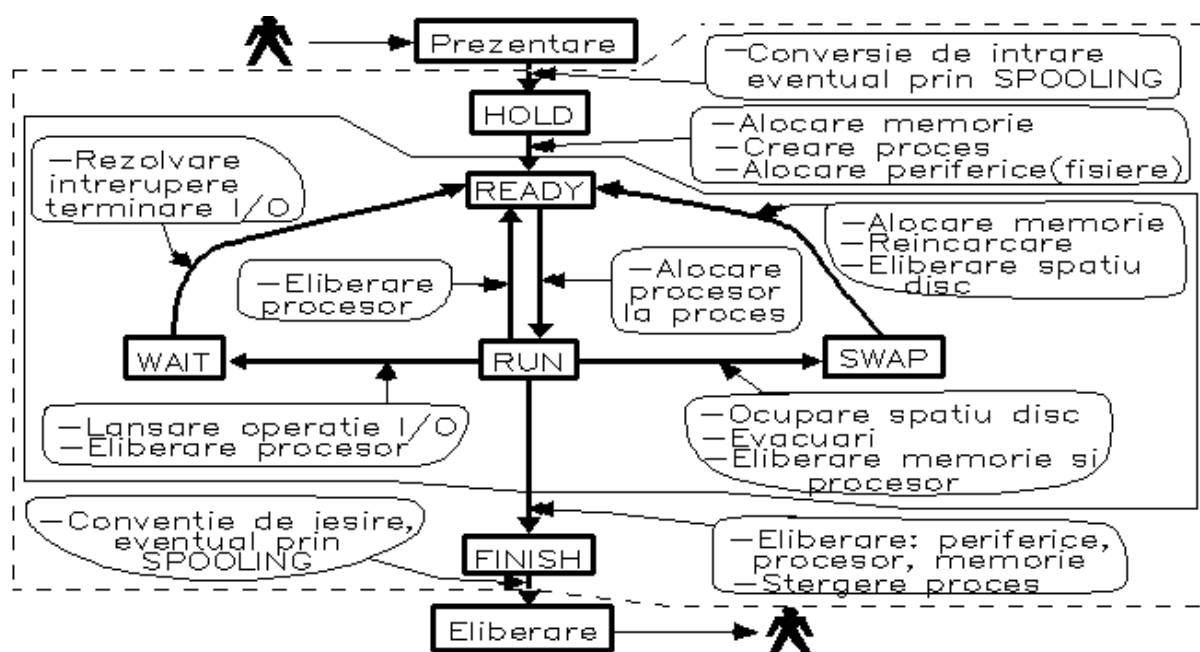 Prezentare
—Conversie de intrare
eventual prin SPOOLING
HOLD
—Alocare memorie
—Creare proces
—Alocare periferice(fisiere)
—Rezolvare
intrerupere
terminare I/O
READY
—Alocare memorie
—Reincarcare
—Eliberare spatiu
disc
—Eliberare
procesor
—Alocare
procesor
la proces
WAIT
RUN
SWAP
—Lansare operatie I/O
—Eliberare procesor
—Ocupare spatiu disc
—Evacuari
—Eliberare memorie si
procesor
—Conventie de iesire,
eventual prin
SPOOLING
FINISH
—Eliberare: periferice,
procesor, memorie
—Stergere proces
Eliberare